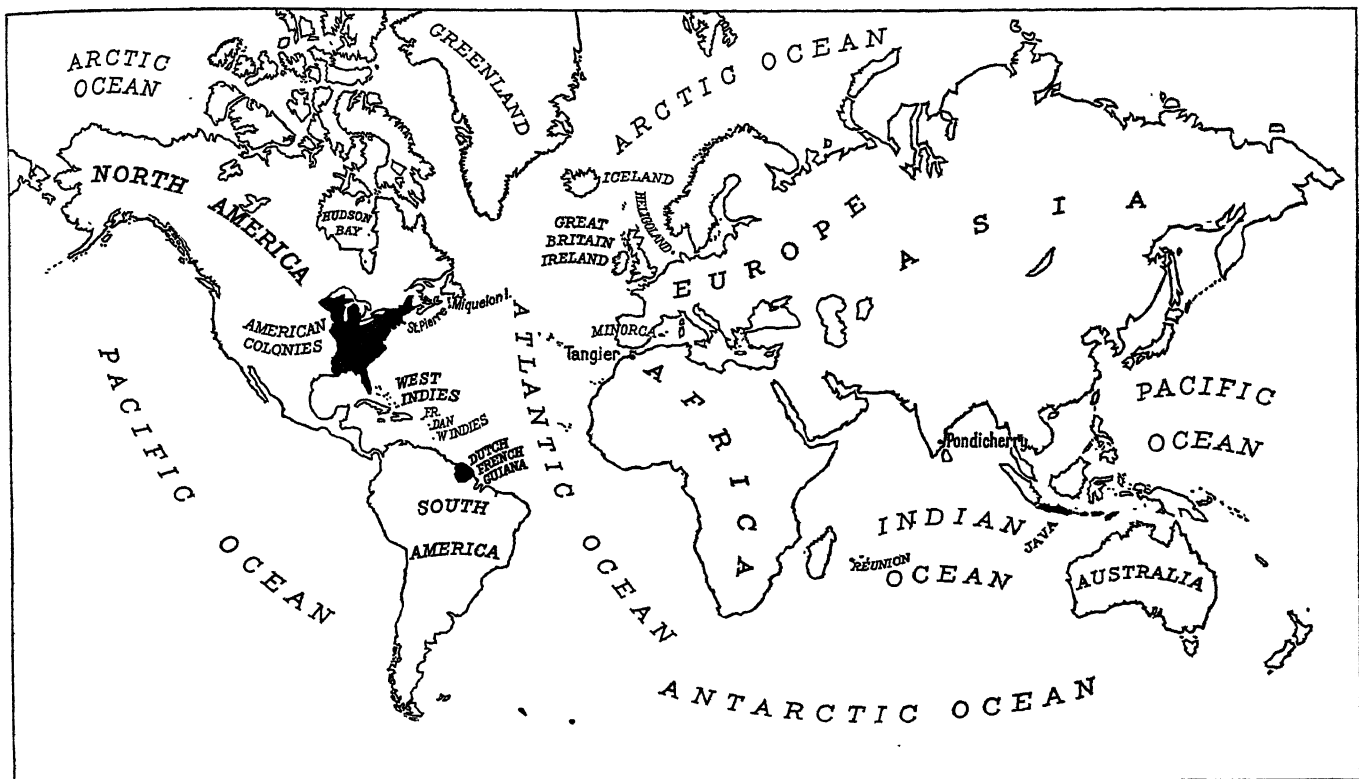 ARCTIC
OCEAN
GREENLAND
ARCTIC OCEAN
NORTH
AMERICA
HUDSON
BAY
ICELAND
HELIGOLAND
GREAT
BRITAIN
IRELAND
EUROPE
ASIA
AMERICAN
COLONIES
St. Pierre
Miquelon I.
MINORCA
Tangier
ATLANTIC OCEAN
PACIFIC OCEAN
WEST
INDIES
FR.
DAN
W INDIES
DUTCH
FRENCH
GUIANA
AFRICA
Pondicherry
PACIFIC
OCEAN
SOUTH
AMERICA
INDIAN
OCEAN
JAVA
RÉUNION
AUSTRALIA
ANTARCTIC OCEAN